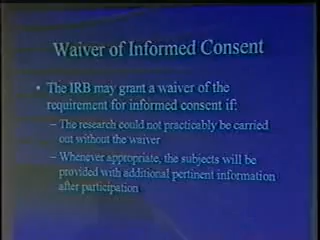 Waiver of Informed Consent
• The IRB may grant a waiver of the
requirement for informed consent if:
– The research could not practicably be carried
out without the waiver
– Whenever appropriate, the subjects will be
provided with additional pertinent information
after participation